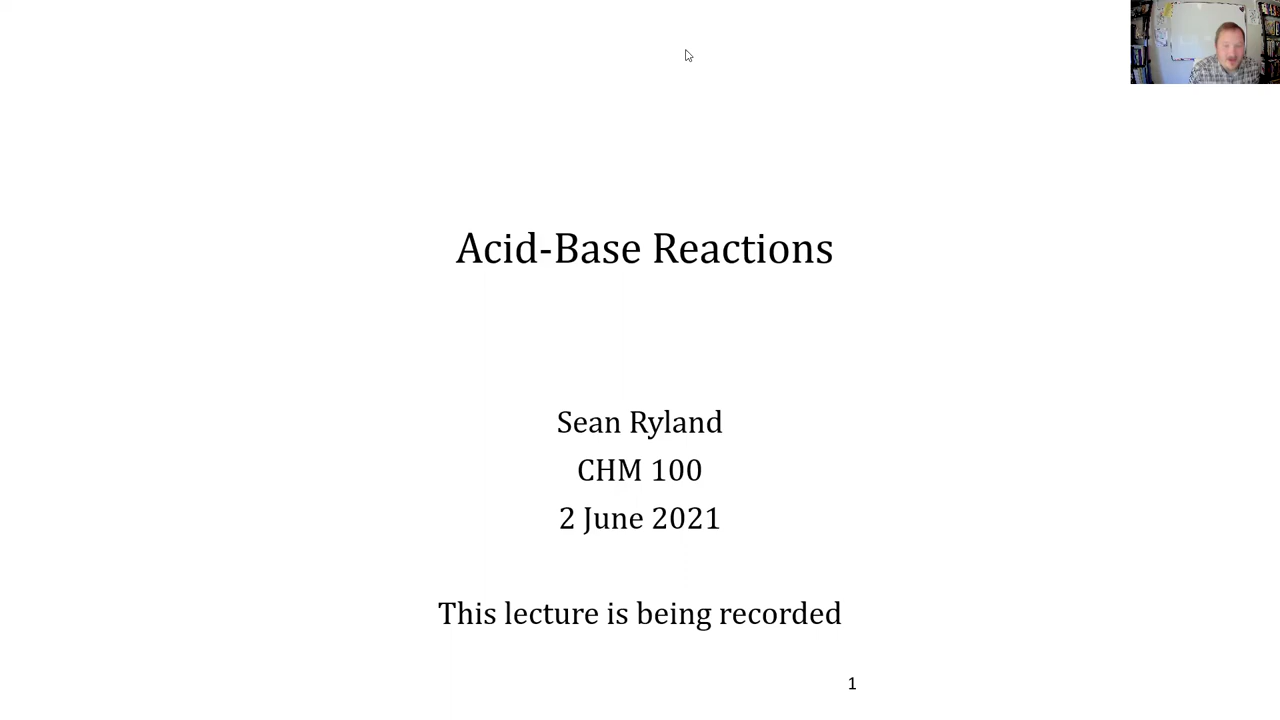 Acid-Base Reactions
Sean Ryland
CHM 100
2 June 2021
This lecture is being recorded
1